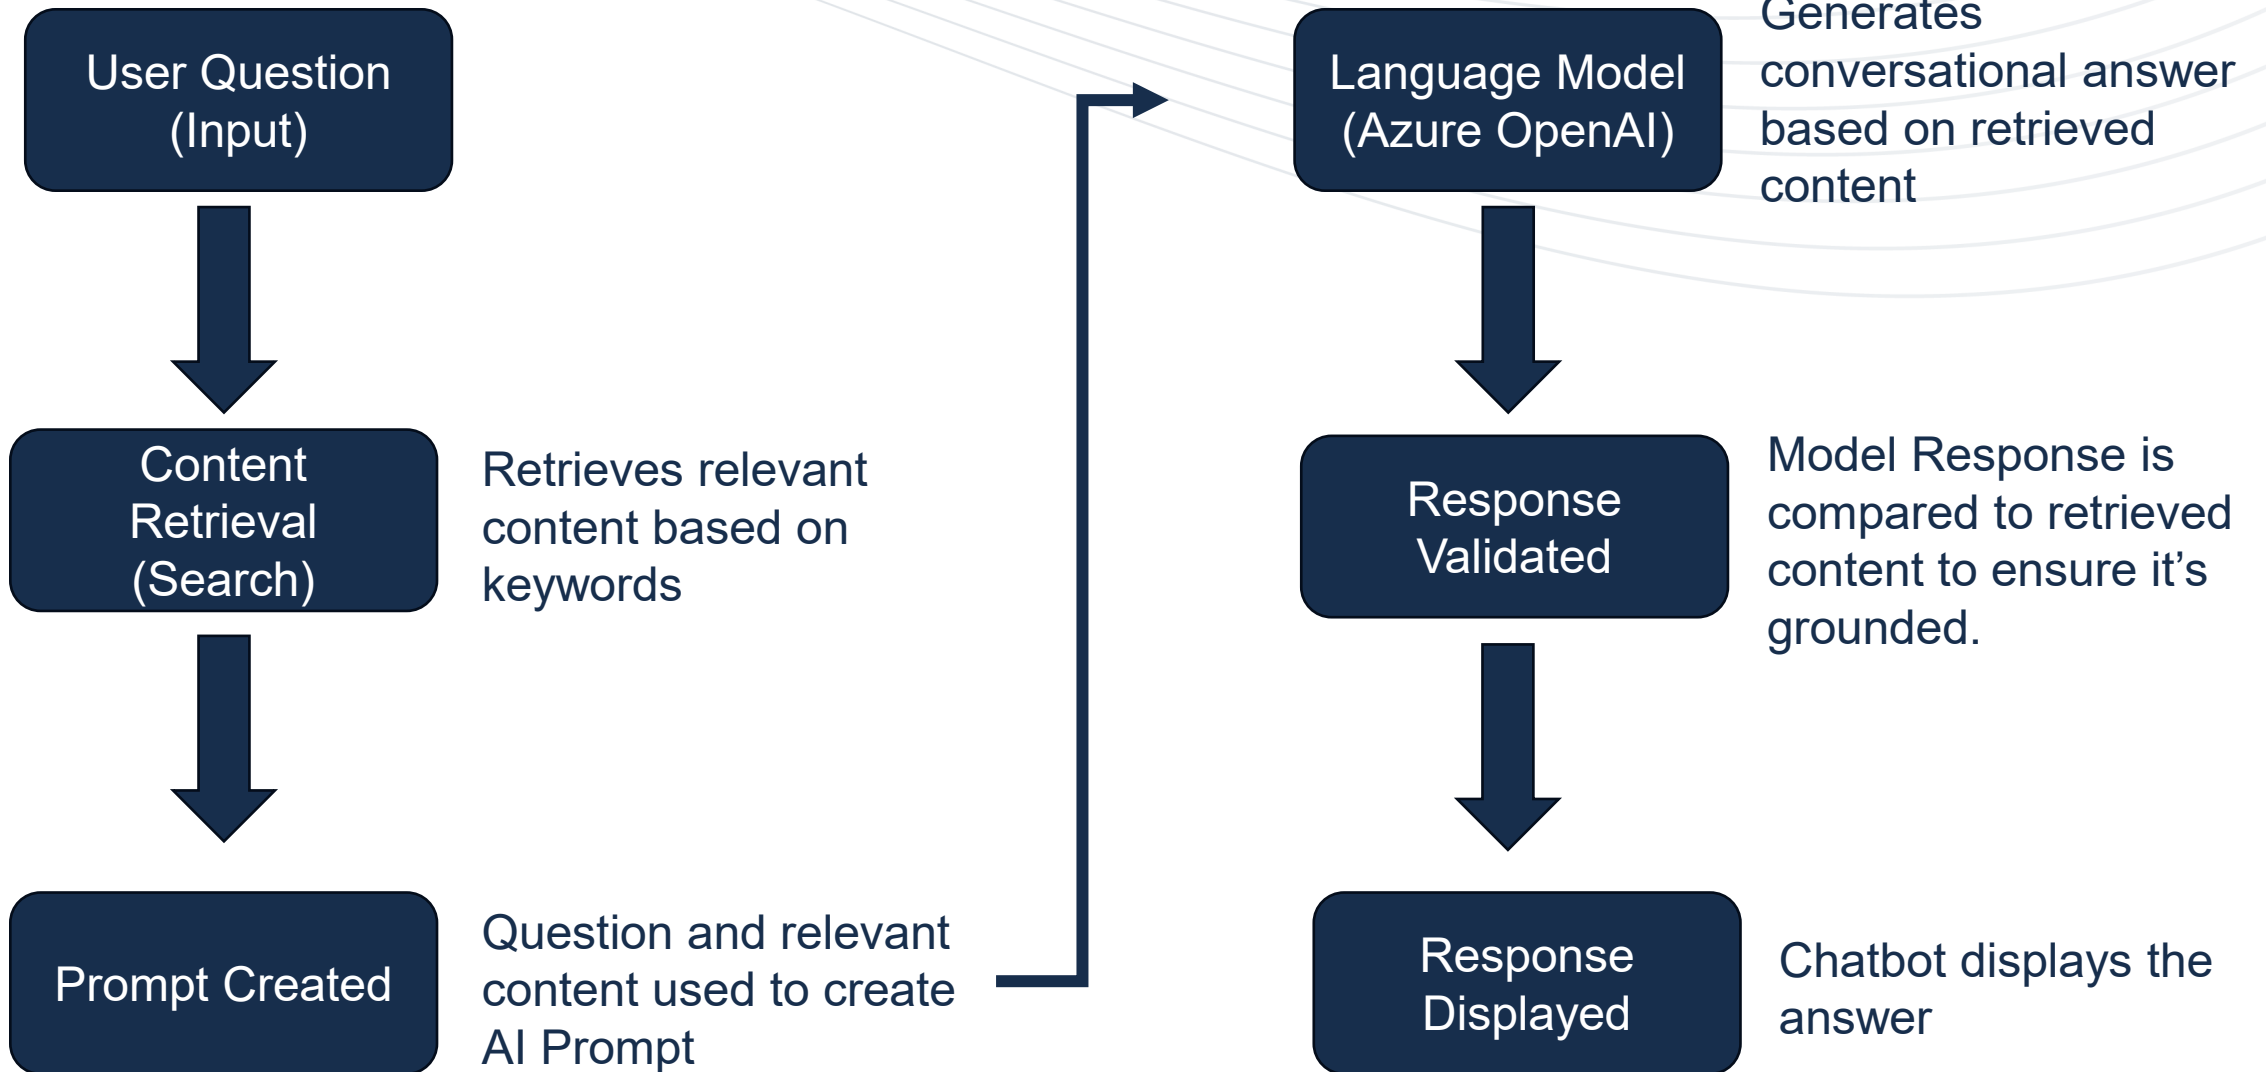 User Question
(Input)
Content
Retrieval
(Search)
Retrieves relevant
content based on
keywords
Prompt Created
Question and relevant
content used to create
AI Prompt
Language Model
(Azure OpenAI)
Generates
conversational answer
based on retrieved
content
Response
Validated
Model Response is
compared to retrieved
content to ensure it’s
grounded.
Response
Displayed
Chatbot displays the
answer